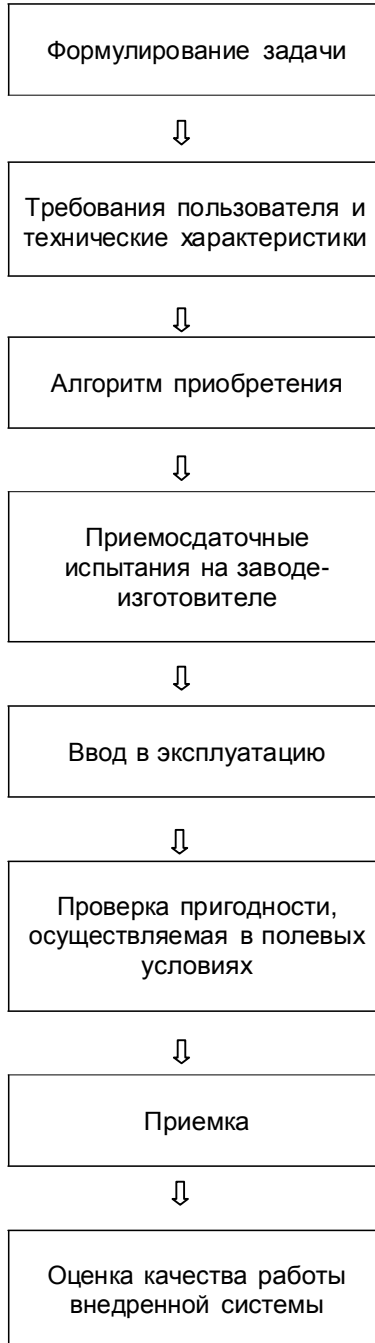 Формулирование задачи
⇩
Требования пользователя и
технические характеристики
⇩
Алгоритм приобретения
⇩
Приемосдаточные
испытания на заводе-
изготовителе
⇩
Ввод в эксплуатацию
⇩
Проверка пригодности,
осуществляемая в полевых
условиях
⇩
Приемка
⇩
Оценка качества работы
внедренной системы